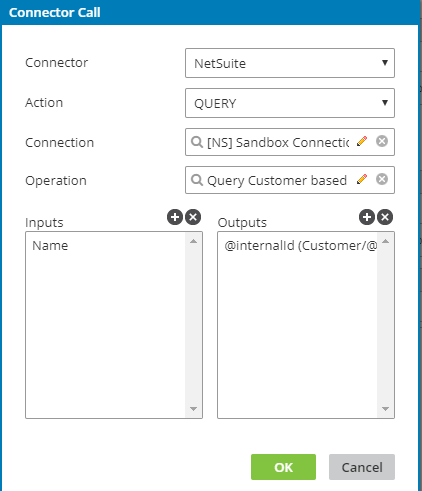 Connector Call
Connector NetSuite
Action QUERY
Connection [NS] Sandbox Connectic
Operation Query Customer based
Inputs Outputs
Name @internalId (Customer/@
OK Cancel